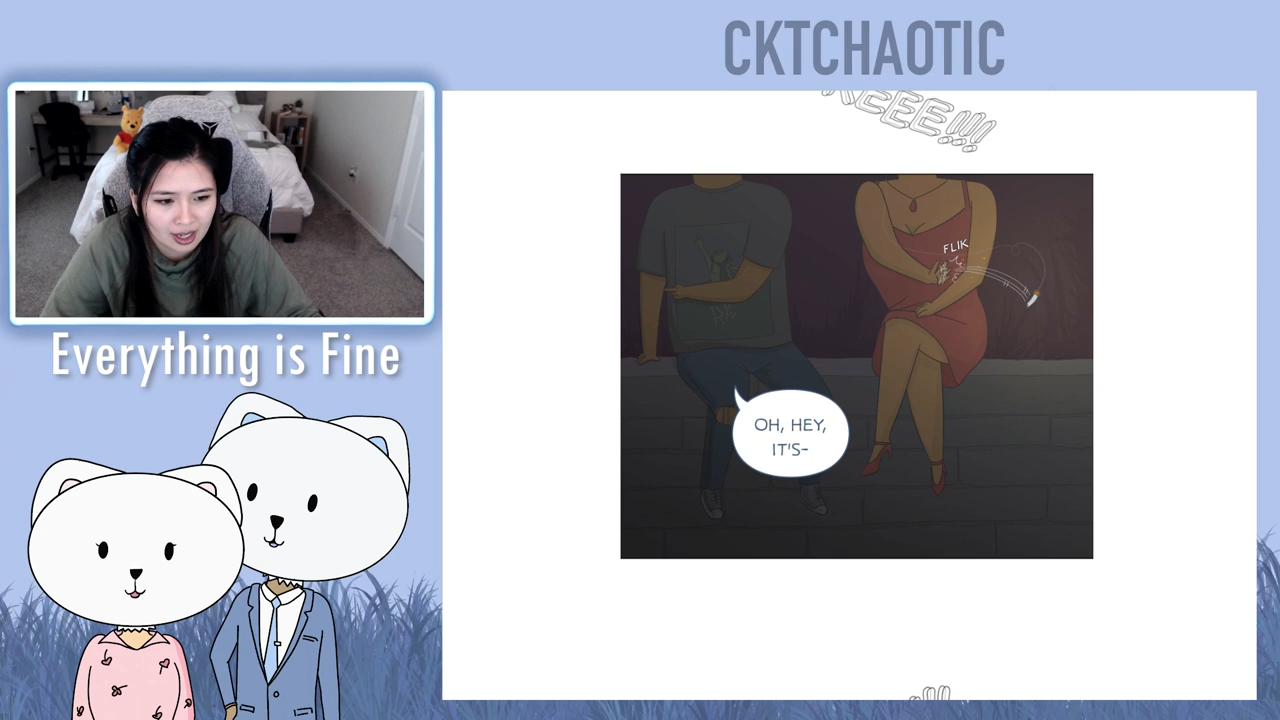 CKTCHAOTIC
EEE!!!
FLIK
OH, HEY,
IT'S-
Everything is Fine
!!!